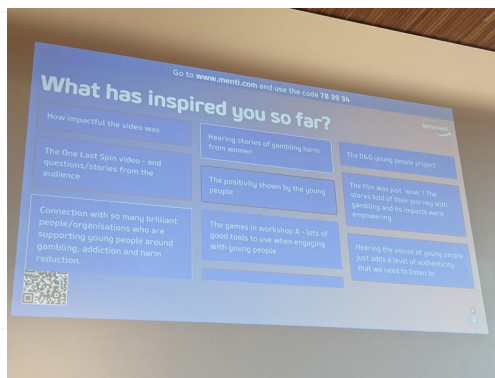 Go to www.menti.com and use the code 78 39 34
What has inspired you so far?
How impactful the video was
The One Last Spin video - and
questions/stories from the
audience
Connection with so many brilliant
people/organisations who are
supporting young people around
gambling, addiction and harm
reduction.
Hearing stories of gambling harm
from women
The positivity shown by the young
people
The games in workshop A - lots of
good tools to use when engaging
with young people
The D&G young people project
The film was just 'wow' ! The
stories told of their journey with
gambling and its impacts were
empowering
Hearing the voices of young people
just adds a level of authenticity
that we need to listen to